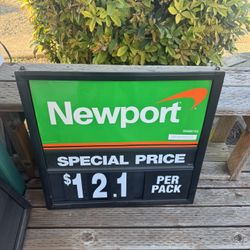 Newport
SPECIAL PRICE
$12.1 PER
PACK